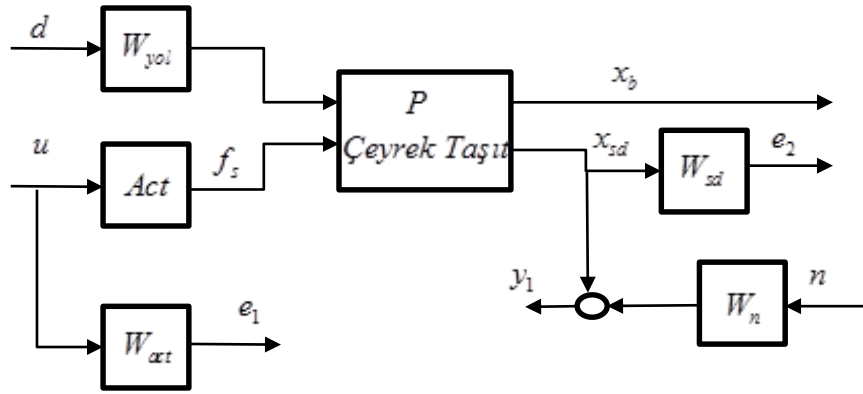 d
W_yol
u
Act
f_s
P
Çeyrek Taşıt
x_b
x_sd
W_sd
e_2
y_1
W_n
n
W_act
e_1